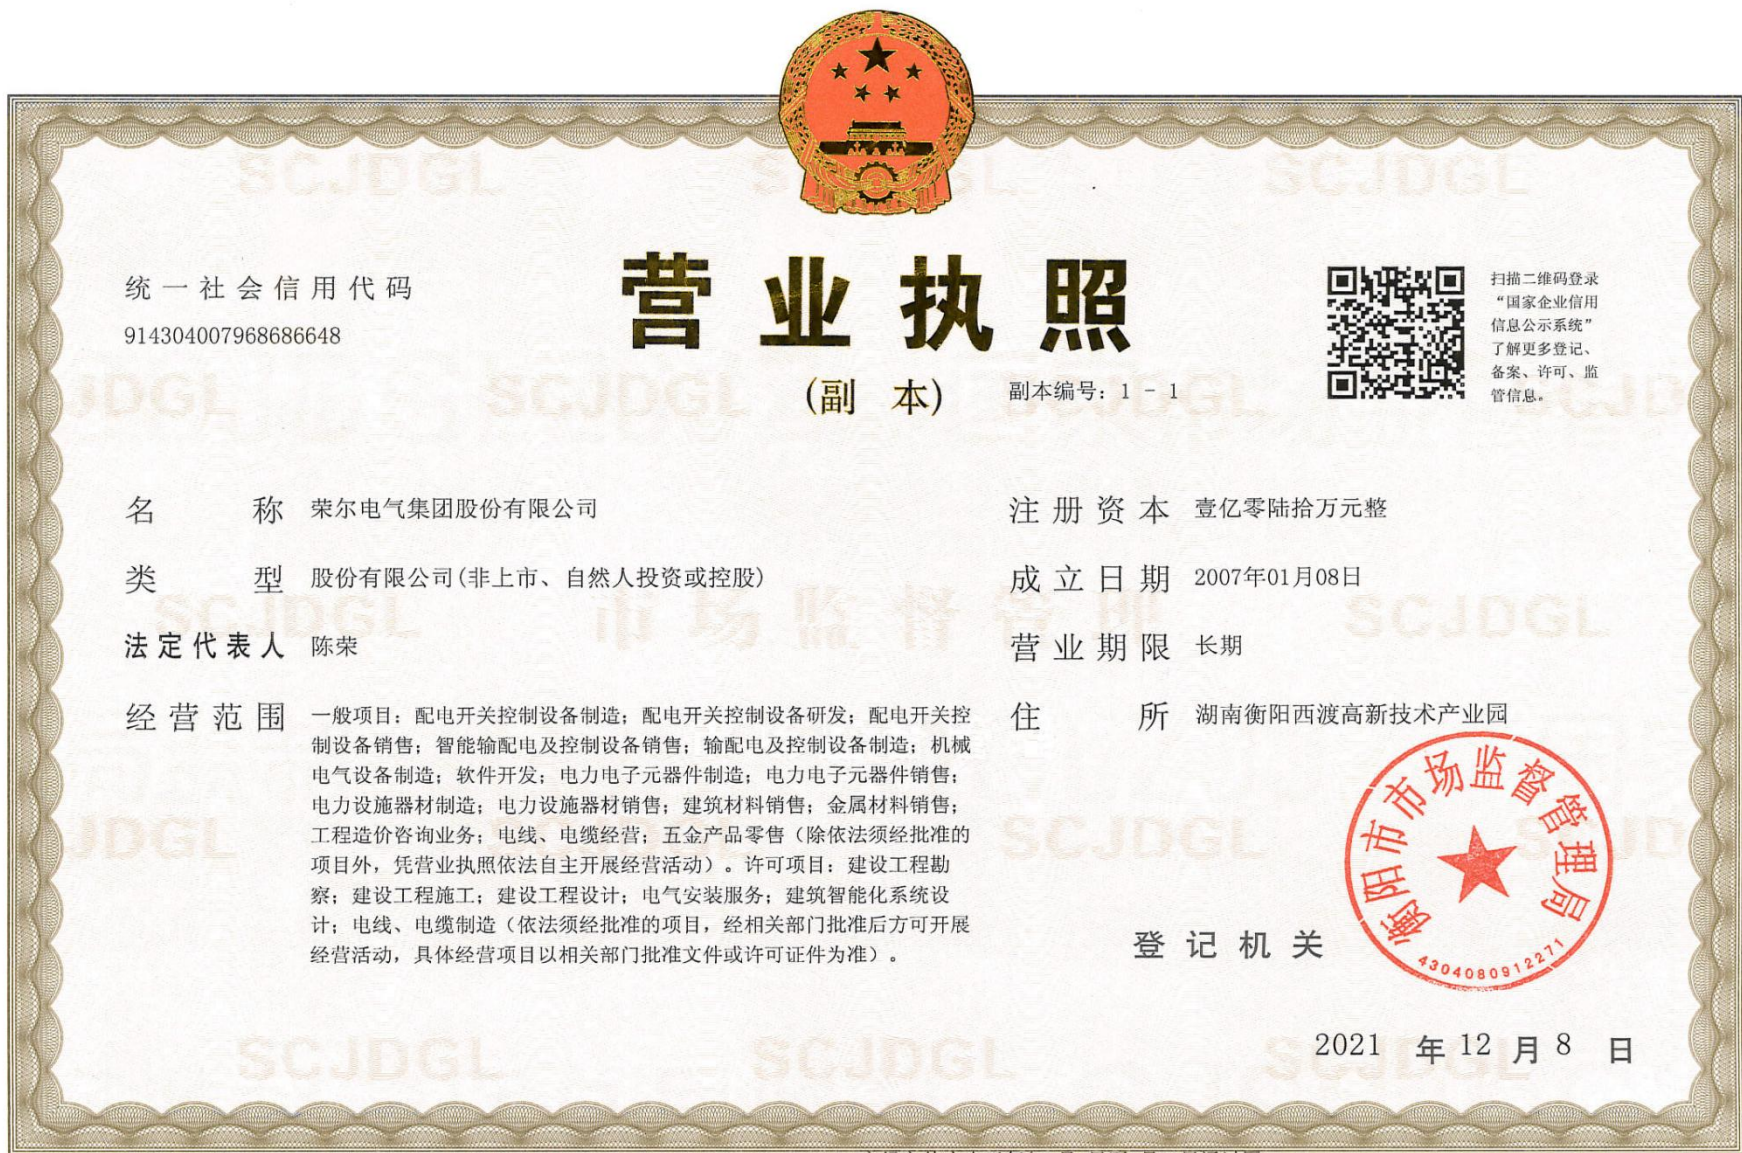 统一社会信用代码
914304007968686648
营业执照
(副本)
副本编号：1－1
扫描二维码登录
“国家企业信用
信息公示系统”
了解更多登记、
备案、许可、监
管信息。
名称 荣尔电气集团股份有限公司
类型 股份有限公司(非上市、自然人投资或控股)
法定代表人 陈荣
经营范围 一般项目：配电开关控制设备制造；配电开关控制设备研发；配电开关控
制设备销售；智能输配电及控制设备销售；输配电及控制设备制造；机械
电气设备制造；软件开发；电力电子元器件制造；电力电子元器件销售；
电力设施器材制造；电力设施器材销售；建筑材料销售；金属材料销售；
工程造价咨询业务；电线、电缆经营；五金产品零售（除依法须经批准的
项目外，凭营业执照依法自主开展经营活动）。许可项目：建设工程勘
察；建设工程施工；建设工程设计；电气安装服务；建筑智能化系统设
计；电线、电缆制造（依法须经批准的项目，经相关部门批准后方可开展
经营活动，具体经营项目以相关部门批准文件或许可证件为准）。
注册资本 壹亿零陆拾万元整
成立日期 2007年01月08日
营业期限 长期
住所 湖南衡阳西渡高新技术产业园
登记机关
衡阳市市场监督管理局
4304080912271
2021 年 12 月 8 日
SCJDGL
市场监督管理